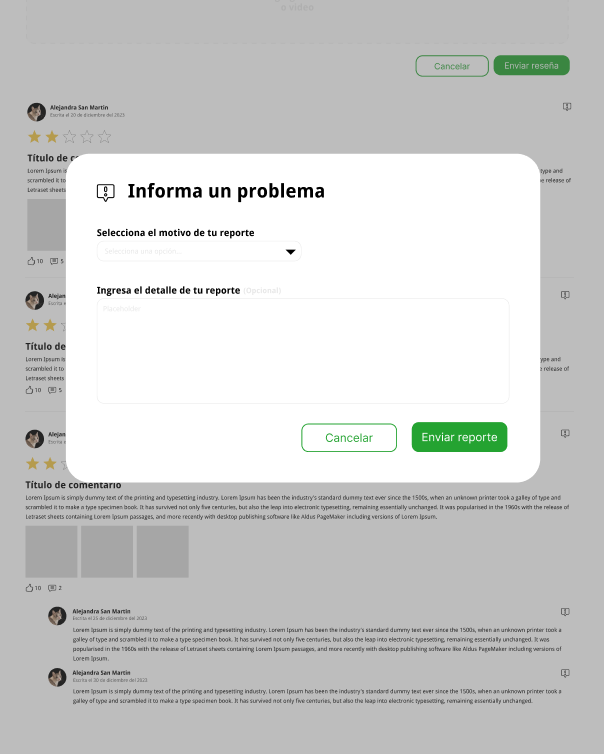 o video
Cancelar
Enviar reseña
Alejandra San Martín
Escrita el 20 de diciembre del 2023
Título de c
Lorem Ipsum is
type and
scrambled it to
e release of
Letraset sheets
10
5
Informa un problema
Selecciona el motivo de tu reporte
Selecciona una opción...
Ingresa el detalle de tu reporte (Opcional)
Placeholder
Cancelar
Enviar reporte
Alejan
Escrita e
Título de
Lorem Ipsum is
ype and
scrambled it to
e release of
Letraset sheets
10
5
Alejan
Escrita e
Título de comentario
Lorem Ipsum is simply dummy text of the printing and typesetting industry. Lorem Ipsum has been the industry's standard dummy text ever since the 1500s, when an unknown printer took a galley of type and
scrambled it to make a type specimen book. It has survived not only five centuries, but also the leap into electronic typesetting, remaining essentially unchanged. It was popularised in the 1960s with the release of
Letraset sheets containing Lorem Ipsum passages, and more recently with desktop publishing software like Aldus PageMaker including versions of Lorem Ipsum.
10
2
Alejandra San Martín
Escrita el 20 de diciembre del 2023
Lorem Ipsum is simply dummy text of the printing and typesetting industry. Lorem Ipsum has been the industry's standard dummy text ever since the 1500s, when an unknown printer took a
galley of type and scrambled it to make a type specimen book. It has survived not only five centuries, but also the leap into electronic typesetting, remaining essentially unchanged. It was
popularised in the 1960s with the release of Letraset sheets containing Lorem Ipsum passages, and more recently with desktop publishing software like Aldus PageMaker including versions of
Lorem Ipsum.
Alejandra San Martín
Escrita el 30 de diciembre del 2023
Lorem Ipsum is simply dummy text of the printing and typesetting industry. Lorem Ipsum has been the industry's standard dummy text ever since the 1500s, when an unknown printer took a
galley of type and scrambled it to make a type specimen book. It has survived not only five centuries, but also the leap into electronic typesetting, remaining essentially unchanged.